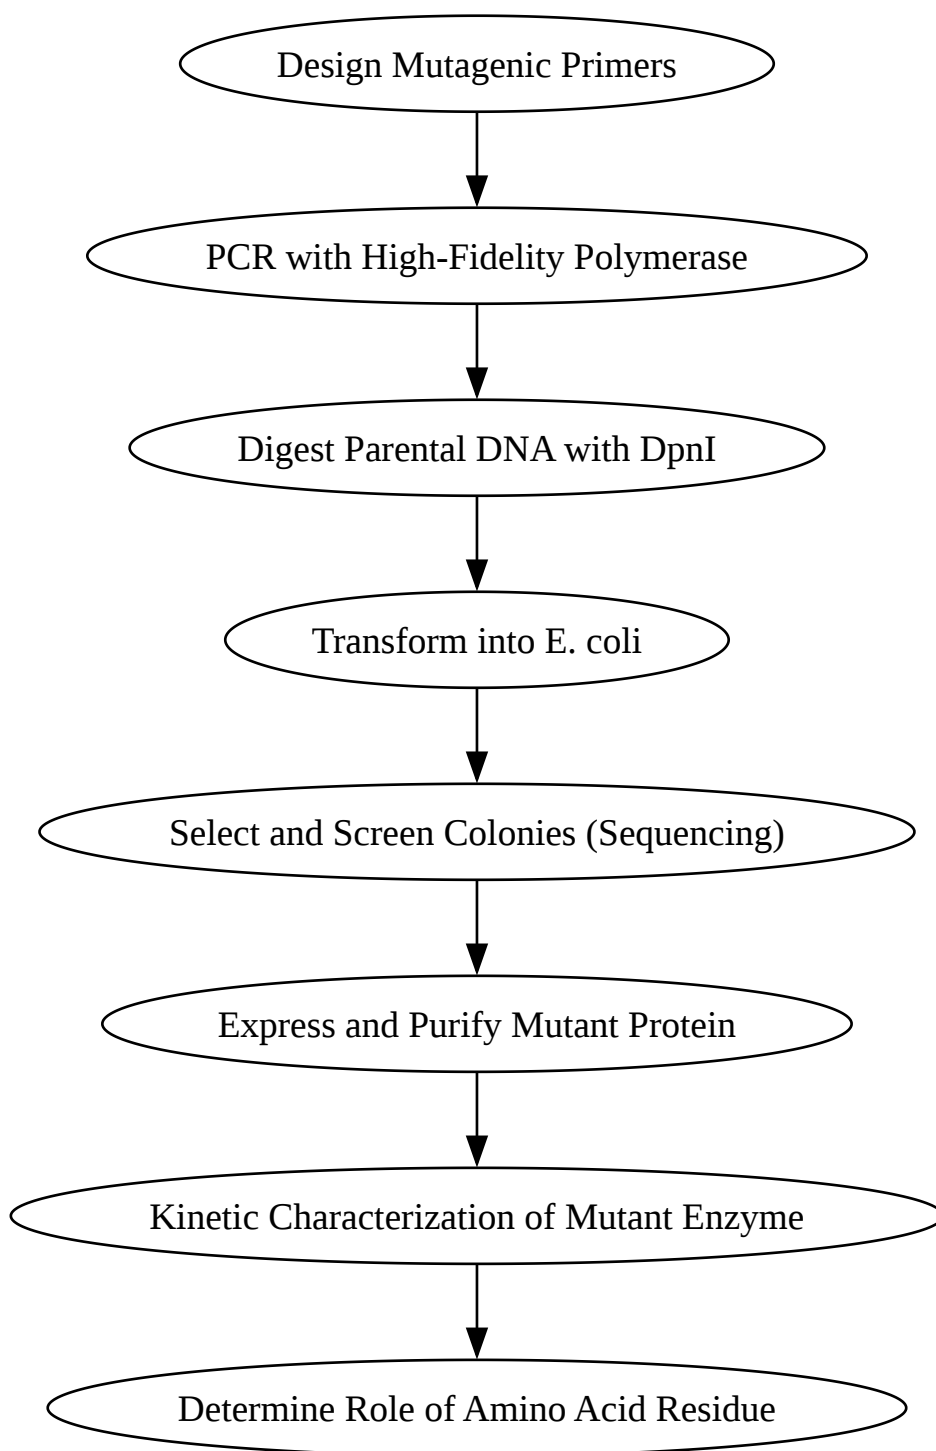 Design Mutagenic Primers
PCR with High-Fidelity Polymerase
Digest Parental DNA with DpnI
Transform into E. coli
Select and Screen Colonies (Sequencing)
Express and Purify Mutant Protein
Kinetic Characterization of Mutant Enzyme
Determine Role of Amino Acid Residue